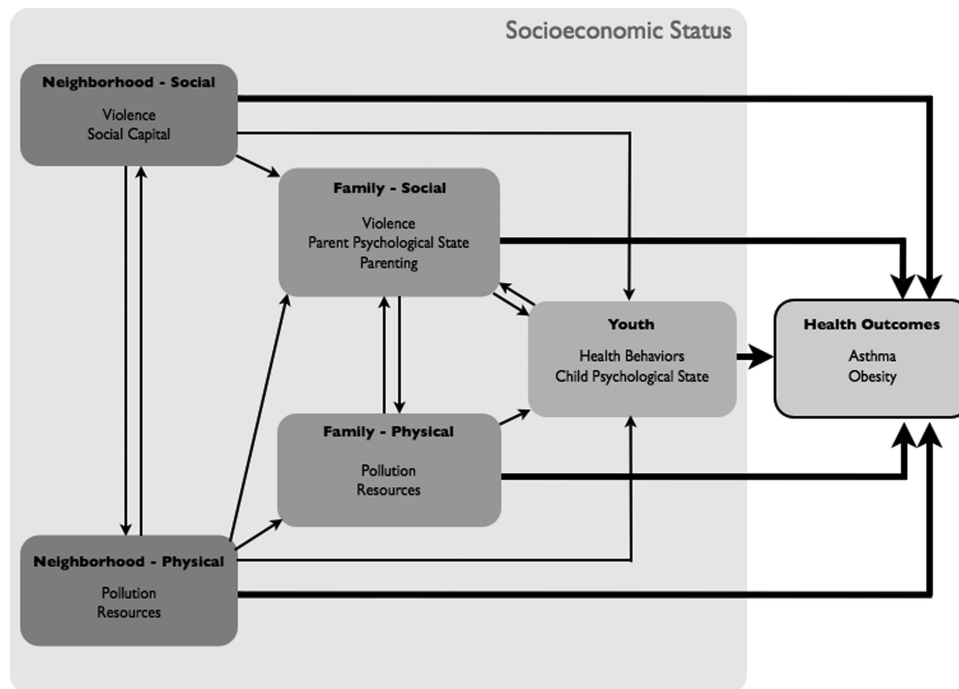 Socioeconomic Status
Neighborhood - Social
Violence
Social Capital
Family - Social
Violence
Parent Psychological State
Parenting
Youth
Health Behaviors
Child Psychological State
Health Outcomes
Asthma
Obesity
Family - Physical
Pollution
Resources
Neighborhood - Physical
Pollution
Resources